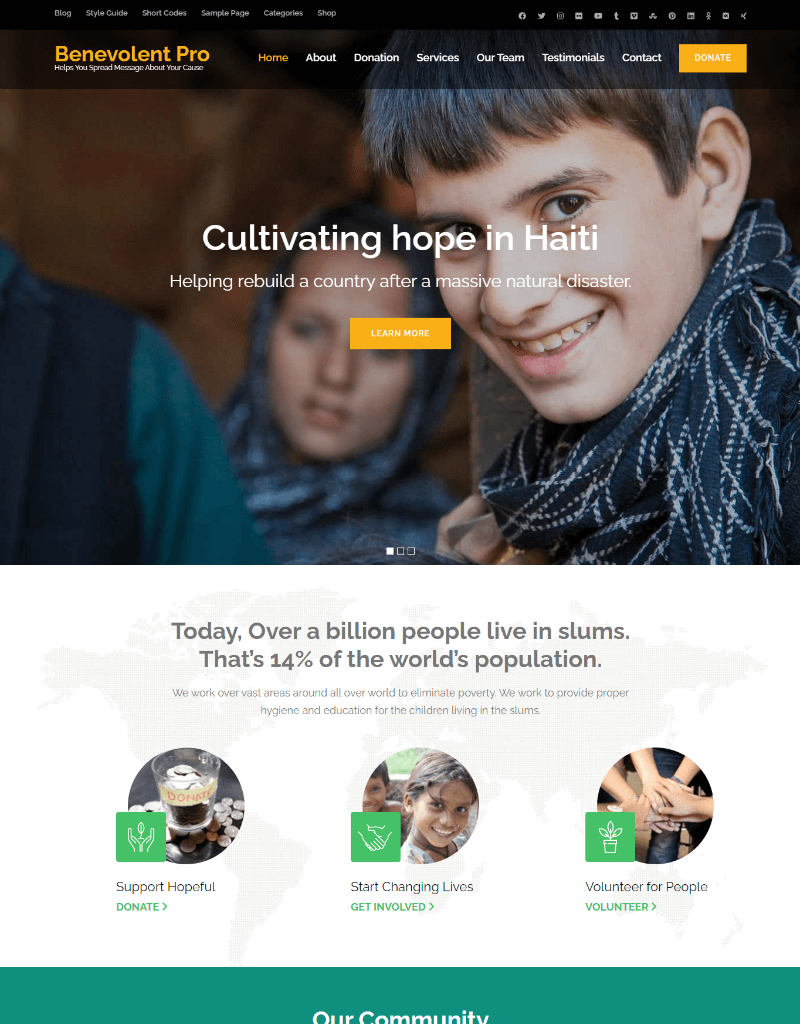 Blog Style Guide Short Codes Sample Page Categories Shop
Benevolent Pro
Helps You Spread Message About Your Cause
Home About Donation Services Our Team Testimonials Contact DONATE
Cultivating hope in Haiti
Helping rebuild a country after a massive natural disaster.
LEARN MORE
Today, Over a billion people live in slums.
That’s 14% of the world’s population.
We work over vast areas around all over world to eliminate poverty. We work to provide proper
hygiene and education for the children living in the slums.
DONATE
Support Hopeful
DONATE
Start Changing Lives
GET INVOLVED
Volunteer for People
VOLUNTEER
Our Community